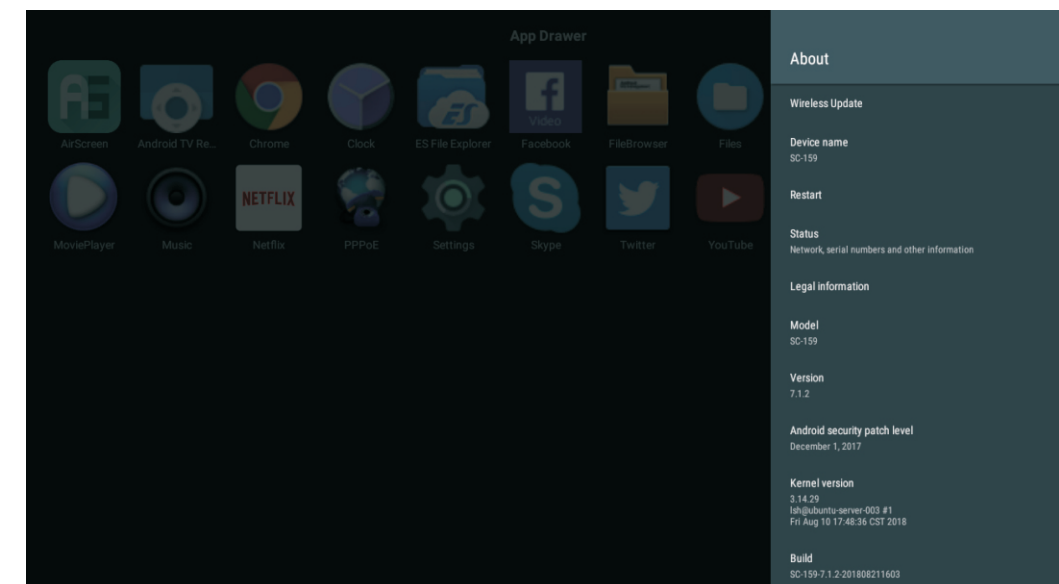 App Drawer
AS
Video
NETFLIX
AirScreen
Android TV Re...
Chrome
Clock
ES File Explorer
Facebook
FileBrowser
Files
MoviePlayer
Music
Netflix
PPPoE
Settings
Skype
Twitter
YouTube
About
Wireless Update
Device name
SC-159
Restart
Status
Network, serial numbers and other information
Legal information
Model
SC-159
Version
7.1.2
Android security patch level
December 1, 2017
Kernel version
3.14.29
lsh@ubuntu-server-003 #1
Fri Aug 10 17:48:36 CST 2018
Build
SC-159-7.1.2-201808211603